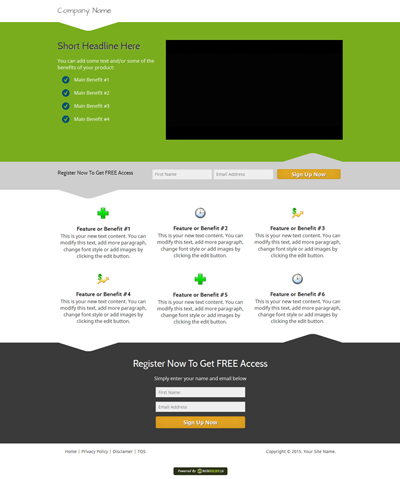 Company Name
Short Headline Here
You can add some text and/or some of the
benefits of your product:
Main Benefit #1
Main Benefit #2
Main Benefit #3
Main Benefit #4
Register Now To Get FREE Access
First Name
Email Address
Sign Up Now
Feature or Benefit #1
This is your new text content. You can
modify this text, add more paragraph,
change font style or add images by
clicking the edit button.
Feature or Benefit #2
This is your new text content. You can
modify this text, add more paragraph,
change font style or add images by
clicking the edit button.
Feature or Benefit #3
This is your new text content. You can
modify this text, add more paragraph,
change font style or add images by
clicking the edit button.
Feature or Benefit #4
This is your new text content. You can
modify this text, add more paragraph,
change font style or add images by
clicking the edit button.
Feature or Benefit #5
This is your new text content. You can
modify this text, add more paragraph,
change font style or add images by
clicking the edit button.
Feature or Benefit #6
This is your new text content. You can
modify this text, add more paragraph,
change font style or add images by
clicking the edit button.
Register Now To Get FREE Access
Simply enter your name and email below
First Name
Email Address
Sign Up Now
Home | Privacy Policy | Disclaimer | TOS
Copyright © 2015. Your Site Name.
Powered By